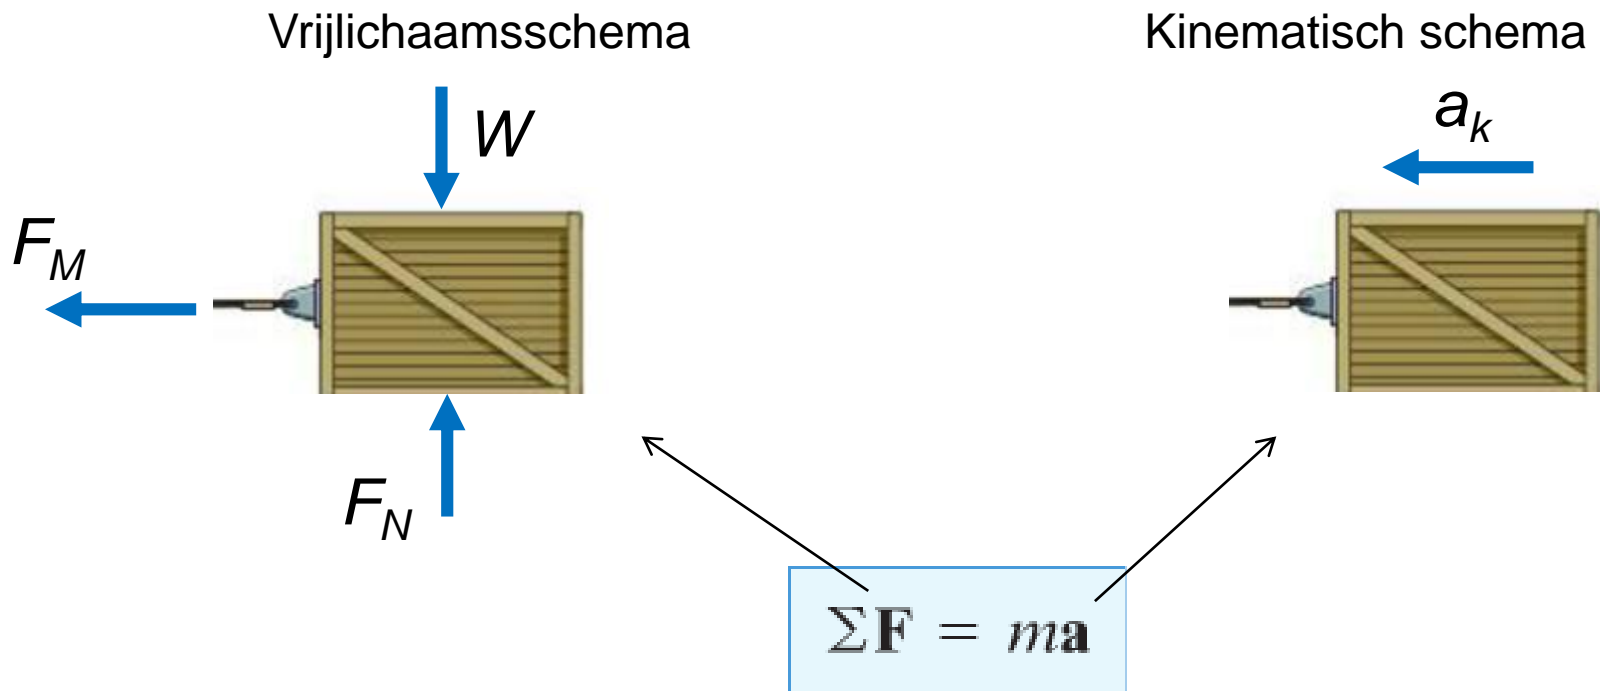 Vrijlichaamsschema
Kinematisch schema
W
a_k
F_M
F_N
ΣF = ma